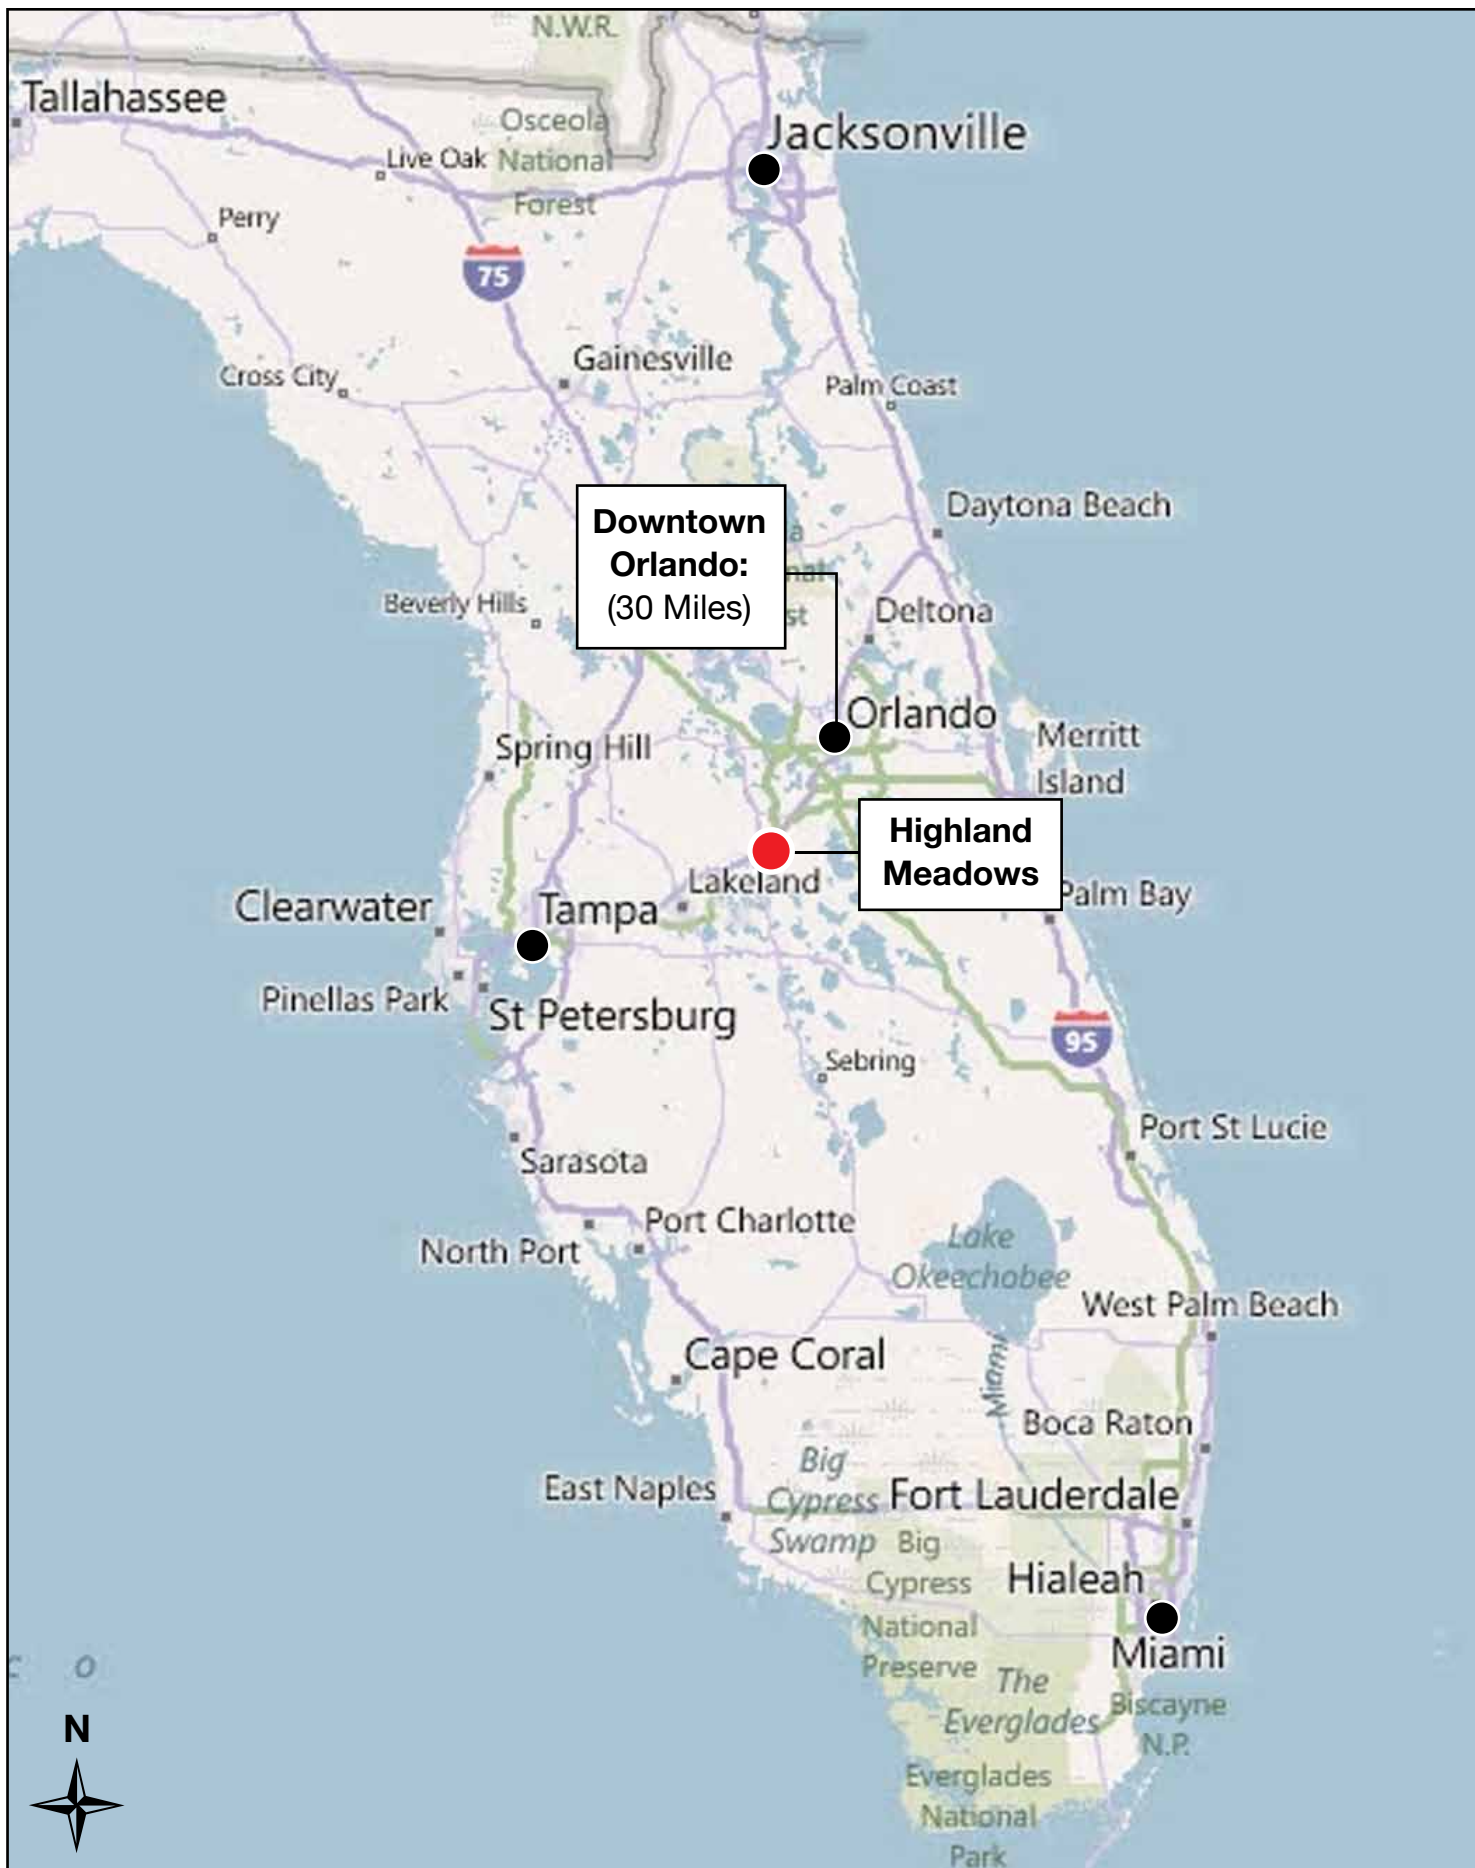 N.W.R.
Tallahassee
Osceola
National
Forest
Jacksonville
Live Oak
Perry
75
Gainesville
Cross City
Palm Coast
Daytona Beach
Downtown
Orlando:
(30 Miles)
a
nal
st
Beverly Hills
Deltona
Orlando
Merritt
Island
Spring Hill
Highland
Meadows
Lakeland
Palm Bay
Clearwater
Tampa
Pinellas Park
St Petersburg
95
Sebring
Port St Lucie
Sarasota
Port Charlotte
North Port
Lake
Okeechobee
West Palm Beach
Cape Coral
Miami
Boca Raton
Big
Cypress
Swamp
East Naples
Fort Lauderdale
Big
Cypress
National
Preserve
Hialeah
Miami
The
Everglades
Biscayne
N.P.
Everglades
National
Park
C O
N